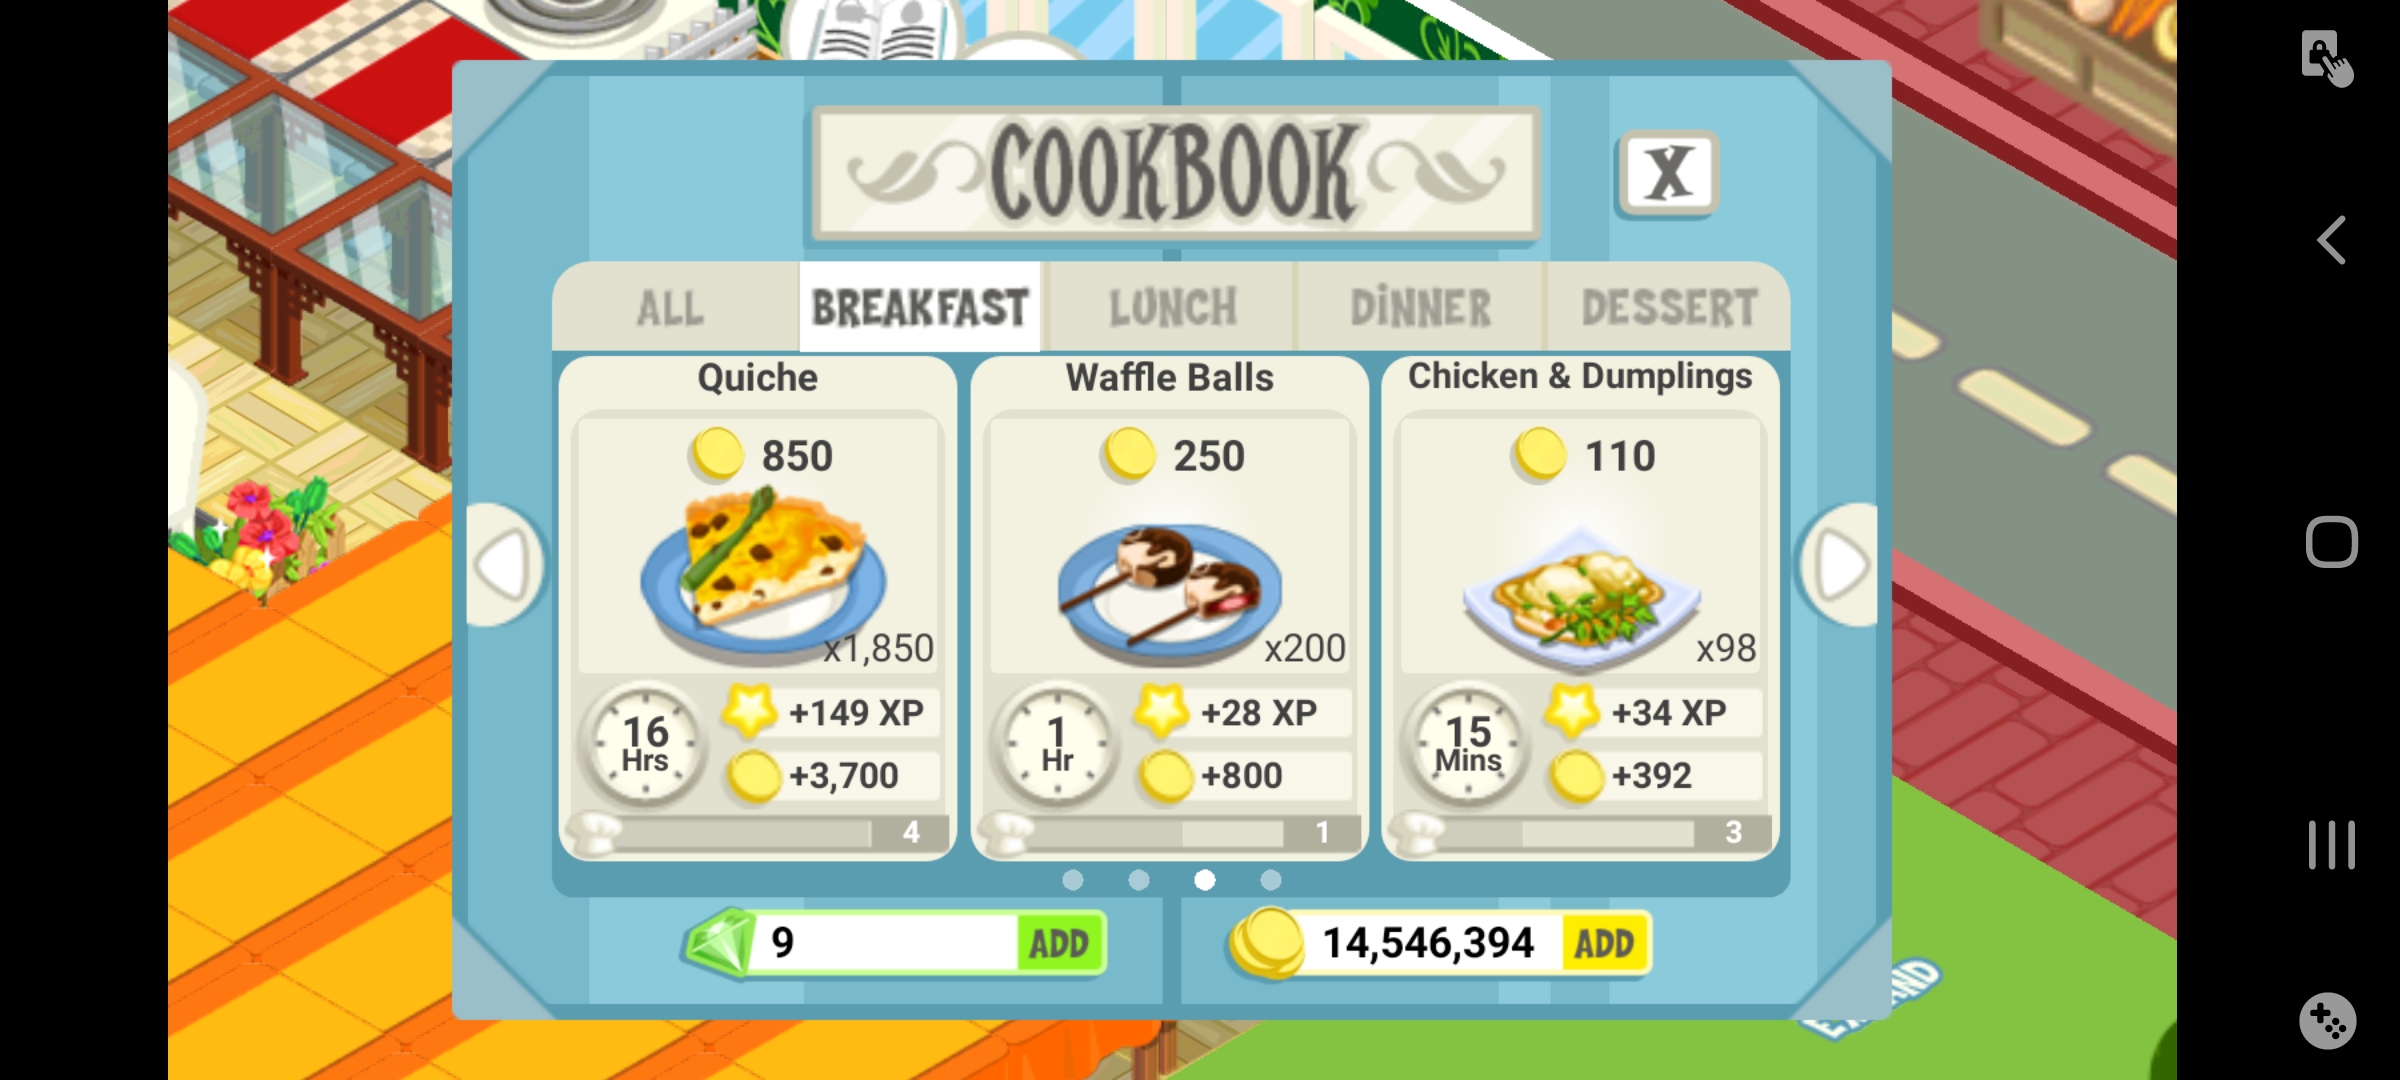 COOKBOOK
X
ALL
BREAKFAST
LUNCH
DINNER
DESSERT
Quiche
850
x1,850
16
Hrs
+149 XP
+3,700
4
Waffle Balls
250
x200
1
Hr
+28 XP
+800
1
Chicken & Dumplings
110
x98
15
Mins
+34 XP
+392
3
9
ADD
14,546,394
ADD